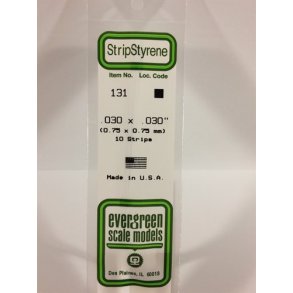 StripStyrene
Item No. Loc. Code
131
.030 x .030"
(0.75 x 0.75 mm)
10 Strips
Made in U.S.A.
evergreen
scale models
Des Plaines, IL 60018